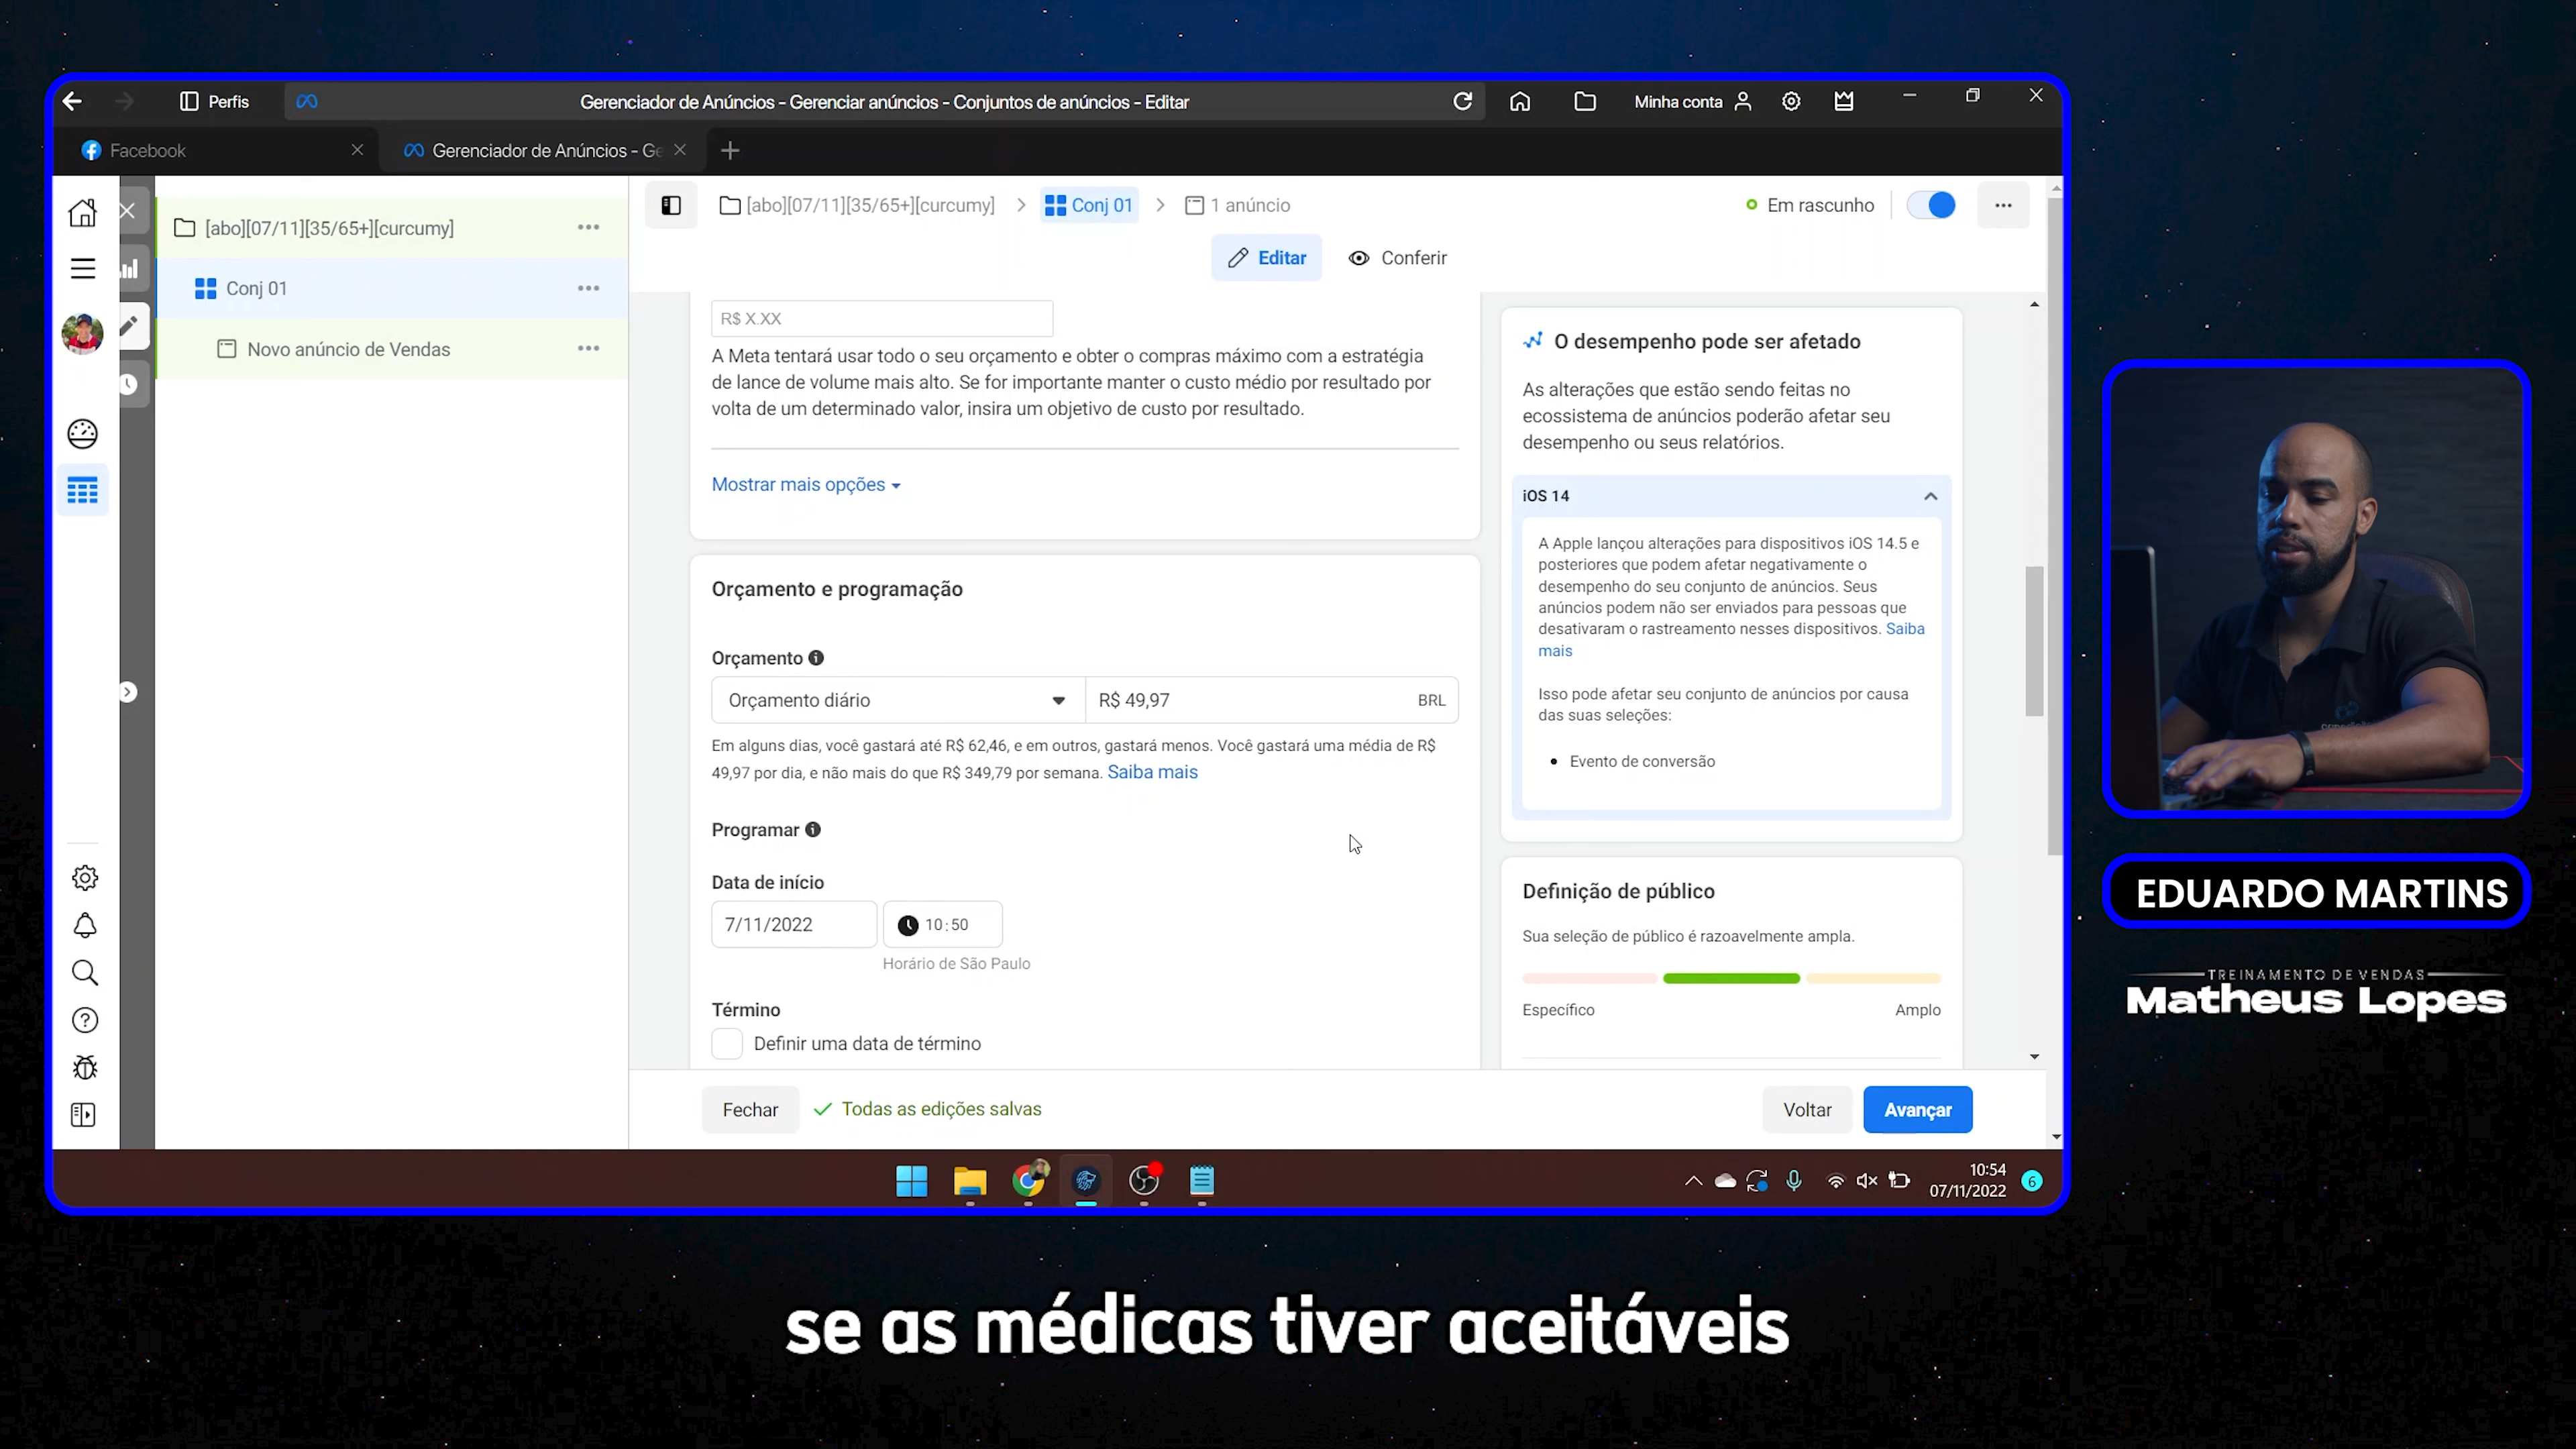 Perfis
Gerenciador de Anúncios - Gerenciar anúncios - Conjuntos de anúncios - Editar
Minha conta
Facebook
Gerenciador de Anúncios - Ge
[abo][07/11][35/65+][curcumy]
Conj 01
Novo anúncio de Vendas
[abo][07/11][35/65+][curcumy]
Conj 01
1 anúncio
Em rascunho
Editar
Conferir
R$ X.XX
A Meta tentará usar todo o seu orçamento e obter o compras máximo com a estratégia
de lance de volume mais alto. Se for importante manter o custo médio por resultado por
volta de um determinado valor, insira um objetivo de custo por resultado.
Mostrar mais opções
Orçamento e programação
Orçamento
Orçamento diário
R$ 49,97
BRL
Em alguns dias, você gastará até R$ 62,46, e em outros, gastará menos. Você gastará uma média de R$
49,97 por dia, e não mais do que R$ 349,79 por semana. Saiba mais
Programar
Data de início
7/11/2022
10:50
Horário de São Paulo
Término
Definir uma data de término
Fechar
Todas as edições salvas
Voltar
Avançar
O desempenho pode ser afetado
As alterações que estão sendo feitas no
ecossistema de anúncios poderão afetar seu
desempenho ou seus relatórios.
iOS 14
A Apple lançou alterações para dispositivos iOS 14.5 e
posteriores que podem afetar negativamente o
desempenho do seu conjunto de anúncios. Seus
anúncios podem não ser enviados para pessoas que
desativaram o rastreamento nesses dispositivos. Saiba
mais
Isso pode afetar seu conjunto de anúncios por causa
das suas seleções:
• Evento de conversão
Definição de público
Sua seleção de público é razoavelmente ampla.
Específico
Amplo
10:54
07/11/2022
6
EDUARDO MARTINS
TREINAMENTO DE VENDAS
Matheus Lopes
se as médicas tiver aceitáveis